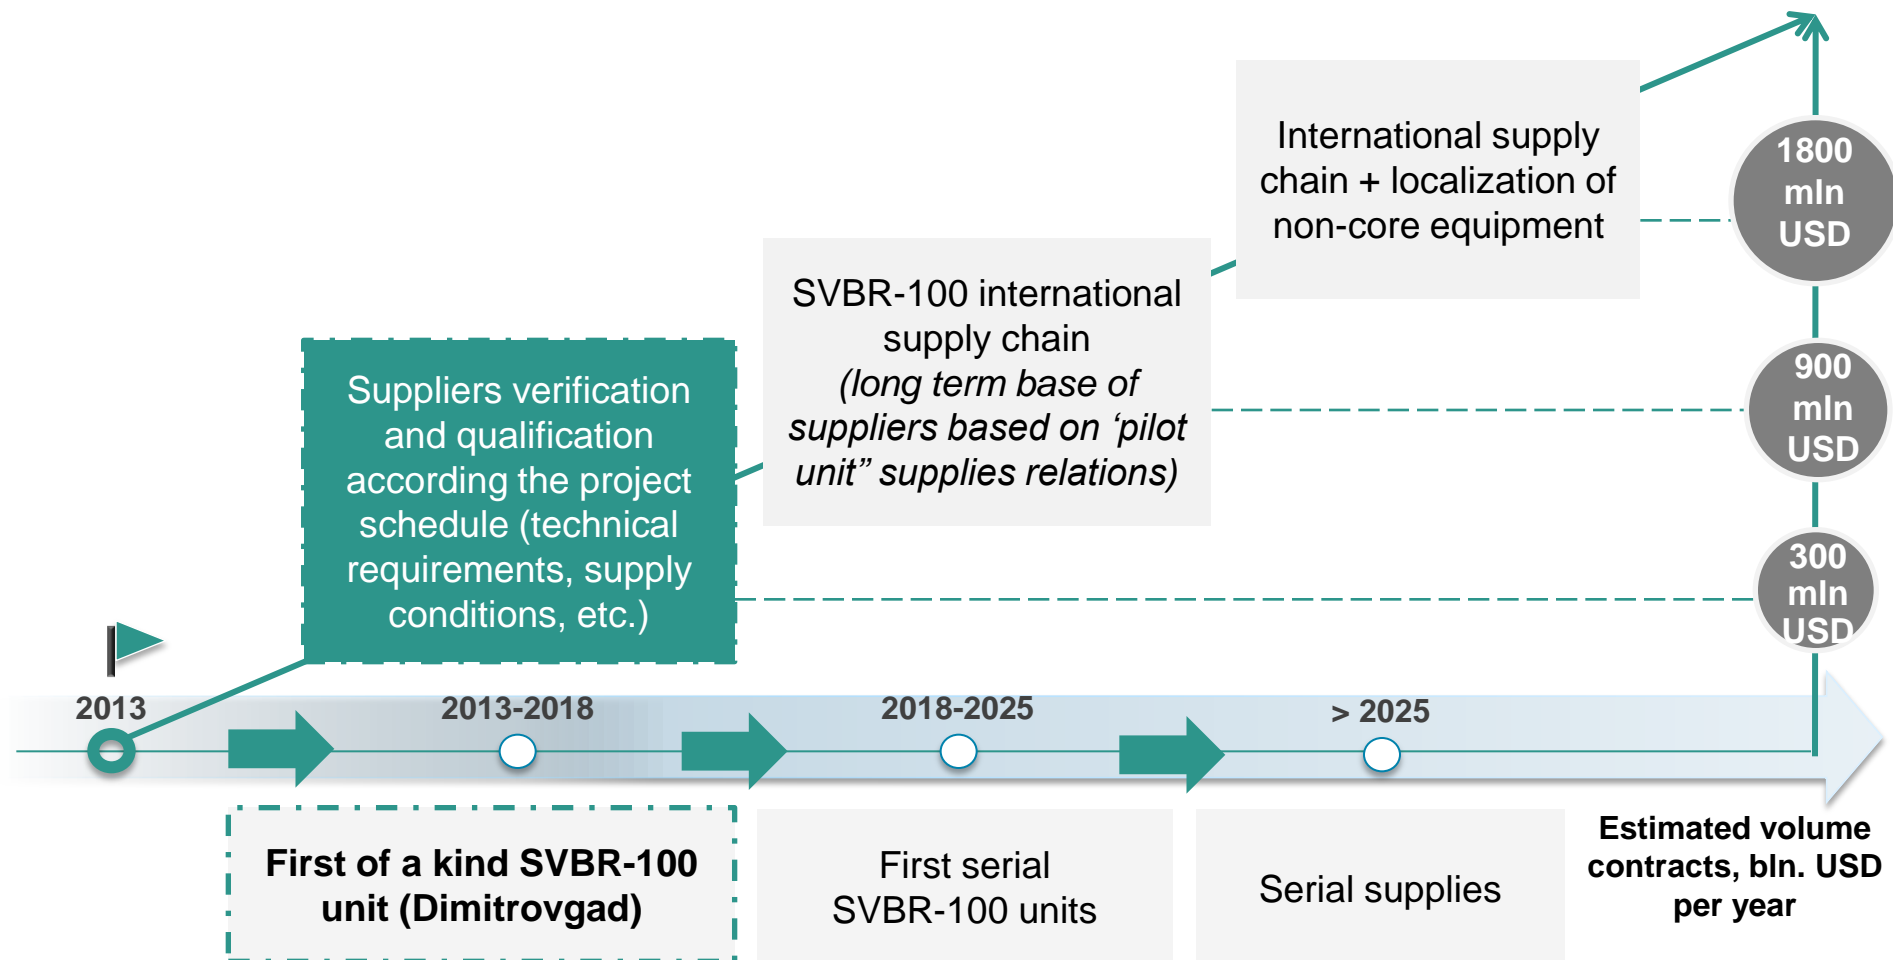 International supply
chain + localization of
non-core equipment
1800
mln
USD
SVBR-100 international
supply chain
(long term base of
suppliers based on ‘pilot
unit” supplies relations)
900
mln
USD
Suppliers verification
and qualification
according the project
schedule (technical
requirements, supply
conditions, etc.)
300
mln
USD
2013
2013-2018
2018-2025
> 2025
First of a kind SVBR-100
unit (Dimitrovgad)
First serial
SVBR-100 units
Serial supplies
Estimated volume
contracts, bln. USD
per year